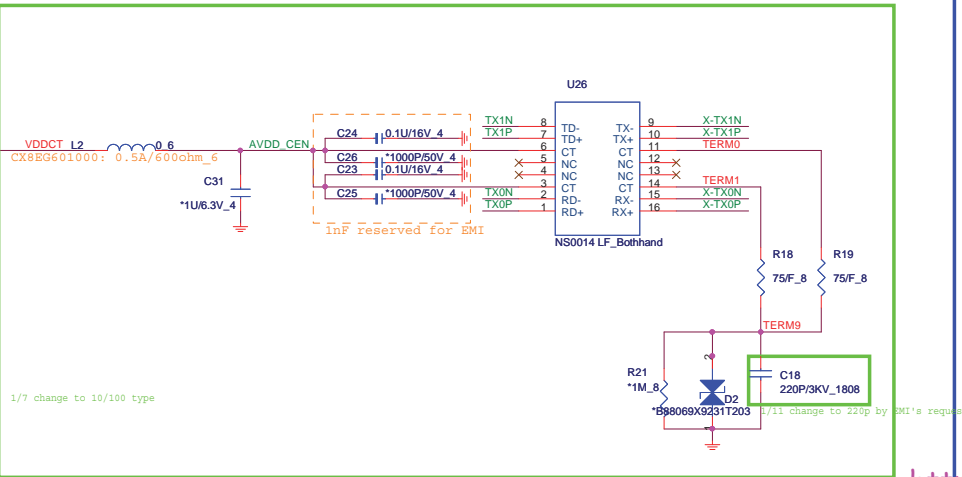 U26
VDDCT L2 0_6
CX8EG601000: 0.5A/600ohm_6
AVDD_CEN
C31
*1U/6.3V_4
C24 0.1U/16V_4
C26 *1000P/50V_4
C23 0.1U/16V_4
C25 *1000P/50V_4
1nF reserved for EMI
TX1N 8 TD- TX- 9 X-TX1N
TX1P 7 TD+ TX+ 10 X-TX1P
6 CT CT 11 TERM0
5 NC NC 12
4 NC NC 13
3 CT CT 14 TERM1
TX0N 2 RD- RX- 15 X-TX0N
TX0P 1 RD+ RX+ 16 X-TX0P
NS0014 LF_Bothhand
R18 R19
75/F_8 75/F_8
TERM9
2
R21
*1M_8
D2
*B88069X9231T203
1
C18
220P/3KV_1808
1/11 change to 220p by EMI's reques
1/7 change to 10/100 type